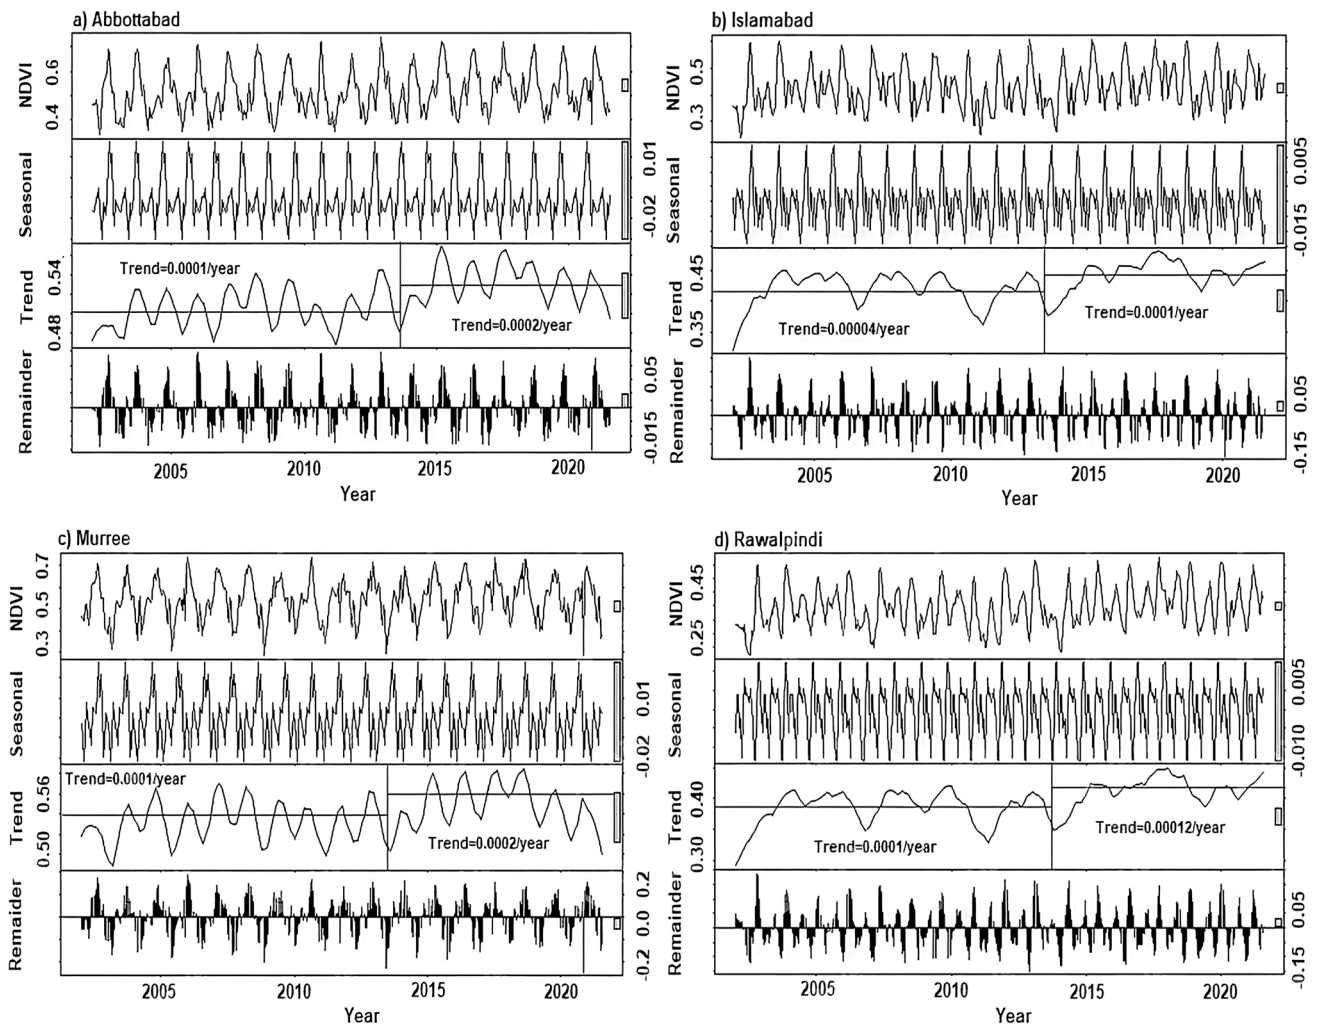 a) Abbottabad
NDVI
0.4 0.6
Seasonal
-0.02 0.01
Trend
0.48 0.54
Trend=0.0001/year
Trend=0.0002/year
Remainder
-0.015 0.05
2005 2010 2015 2020
Year
b) Islamabad
NDVI
0.3 0.5
Seasonal
-0.015 0.005
Trend
0.35 0.45
Trend=0.00004/year
Trend=0.0001/year
Remainder
-0.15 0.05
2005 2010 2015 2020
Year
c) Murree
NDVI
0.3 0.5 0.7
Seasonal
-0.02 0.01
Trend
0.50 0.56
Trend=0.0001/year
Trend=0.0002/year
Remaider
-0.2 0.0 0.2
2005 2010 2015 2020
Year
d) Rawalpindi
NDVI
0.25 0.45
Seasonal
-0.010 0.005
Trend
0.30 0.40
Trend=0.0001/year
Trend=0.00012/year
Remainder
-0.15 0.05
2005 2010 2015 2020
Year